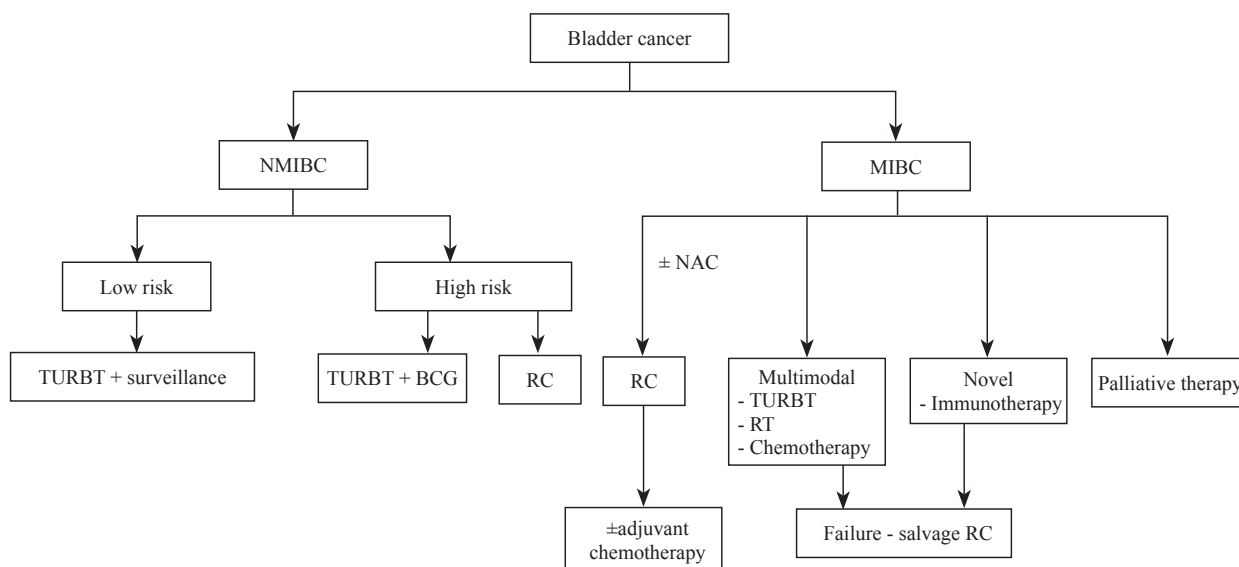 Bladder cancer
NMIBC
MIBC
± NAC
Low risk
High risk
TURBT + surveillance
TURBT + BCG
RC
RC
Multimodal
- TURBT
- RT
- Chemotherapy
Novel
- Immunotherapy
Palliative therapy
±adjuvant
chemotherapy
Failure - salvage RC